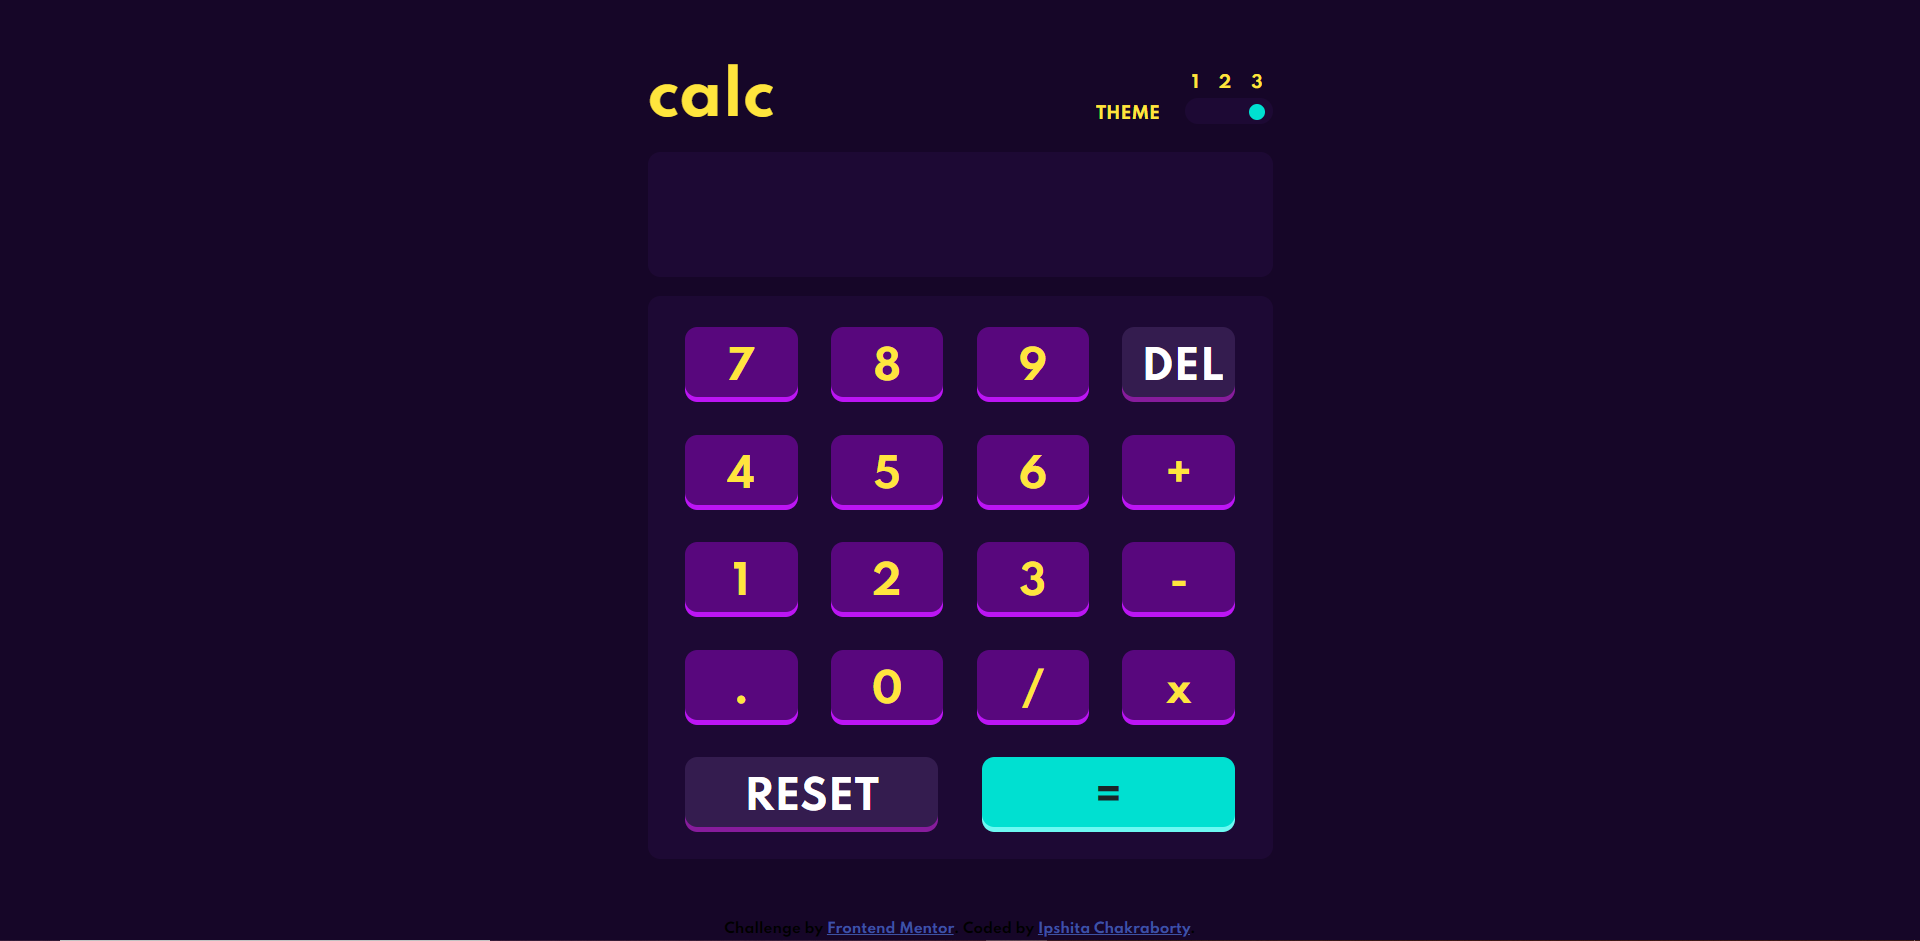 calc
1 2 3
THEME
7 8 9 DEL
4 5 6 +
1 2 3 -
. 0 / x
RESET =
Challenge by Frontend Mentor. Coded by Ipshita Chakraborty.